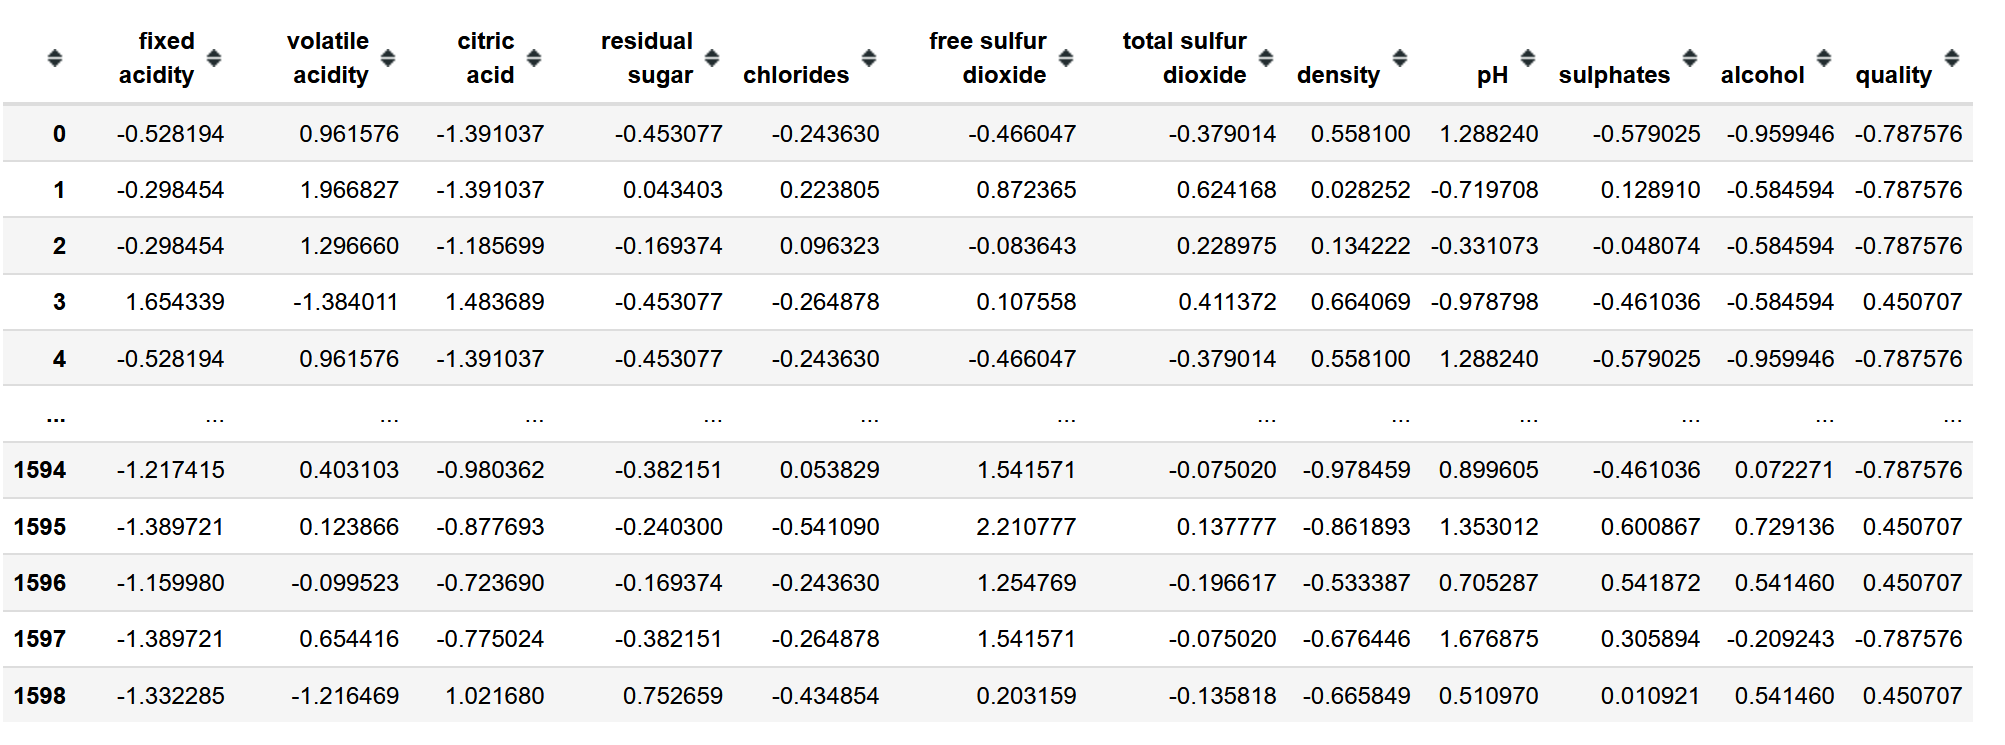 fixed acidity volatile acidity citric acid residual sugar chlorides free sulfur dioxide total sulfur dioxide density pH sulphates alcohol quality
0 -0.528194 0.961576 -1.391037 -0.453077 -0.243630 -0.466047 -0.379014 0.558100 1.288240 -0.579025 -0.959946 -0.787576
1 -0.298454 1.966827 -1.391037 0.043403 0.223805 0.872365 0.624168 0.028252 -0.719708 0.128910 -0.584594 -0.787576
2 -0.298454 1.296660 -1.185699 -0.169374 0.096323 -0.083643 0.228975 0.134222 -0.331073 -0.048074 -0.584594 -0.787576
3 1.654339 -1.384011 1.483689 -0.453077 -0.264878 0.107558 0.411372 0.664069 -0.978798 -0.461036 -0.584594 0.450707
4 -0.528194 0.961576 -1.391037 -0.453077 -0.243630 -0.466047 -0.379014 0.558100 1.288240 -0.579025 -0.959946 -0.787576
... ... ... ... ... ... ... ... ... ... ... ... ...
1594 -1.217415 0.403103 -0.980362 -0.382151 0.053829 1.541571 -0.075020 -0.978459 0.899605 -0.461036 0.072271 -0.787576
1595 -1.389721 0.123866 -0.877693 -0.240300 -0.541090 2.210777 0.137777 -0.861893 1.353012 0.600867 0.729136 0.450707
1596 -1.159980 -0.099523 -0.723690 -0.169374 -0.243630 1.254769 -0.196617 -0.533387 0.705287 0.541872 0.541460 0.450707
1597 -1.389721 0.654416 -0.775024 -0.382151 -0.264878 1.541571 -0.075020 -0.676446 1.676875 0.305894 -0.209243 -0.787576
1598 -1.332285 -1.216469 1.021680 0.752659 -0.434854 0.203159 -0.135818 -0.665849 0.510970 0.010921 0.541460 0.450707